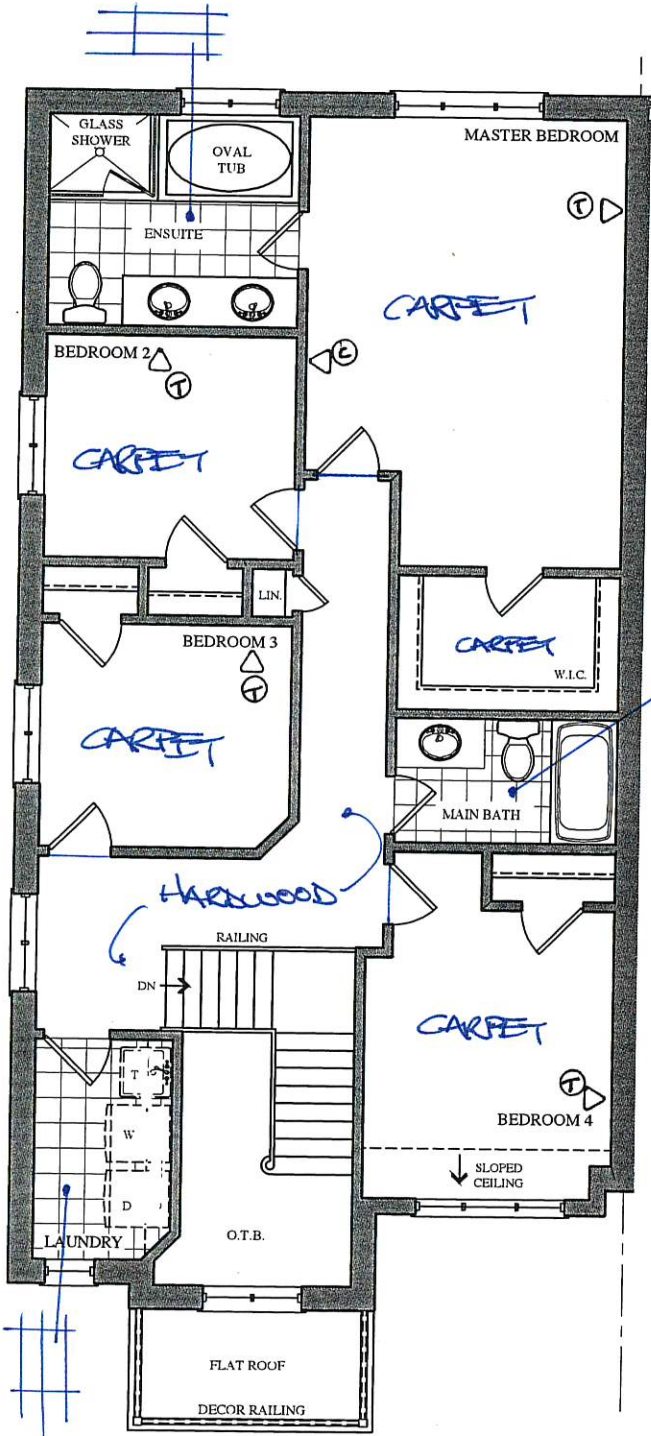 GLASS
SHOWER
OVAL
TUB
MASTER BEDROOM
T
ENSUITE
CARPET
BEDROOM 2
C
T
CARPET
LIN.
BEDROOM 3
CARPET
W.I.C.
T
CARPET
MAIN BATH
HARDWOOD
RAILING
DN
CARPET
T
T
W
BEDROOM 4
SLOPED
CEILING
D
LAUNDRY
O.T.B.
FLAT ROOF
DECOR RAILING